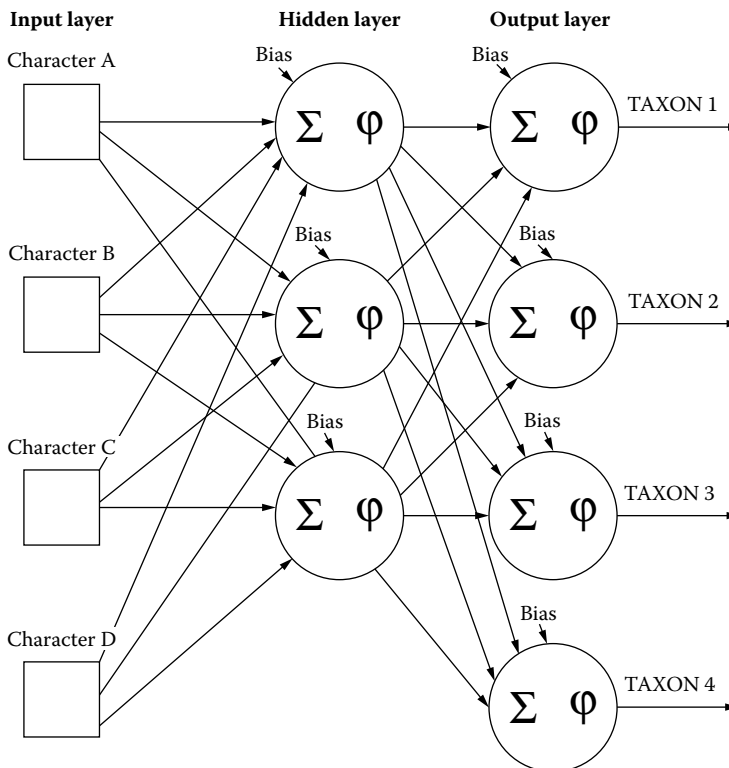 Input layer
Hidden layer
Output layer
Character A
Bias
Bias
Σ φ
Σ φ
TAXON 1
Character B
Bias
Bias
Σ φ
Σ φ
TAXON 2
Character C
Bias
Bias
Σ φ
Σ φ
TAXON 3
Character D
Bias
Σ φ
TAXON 4